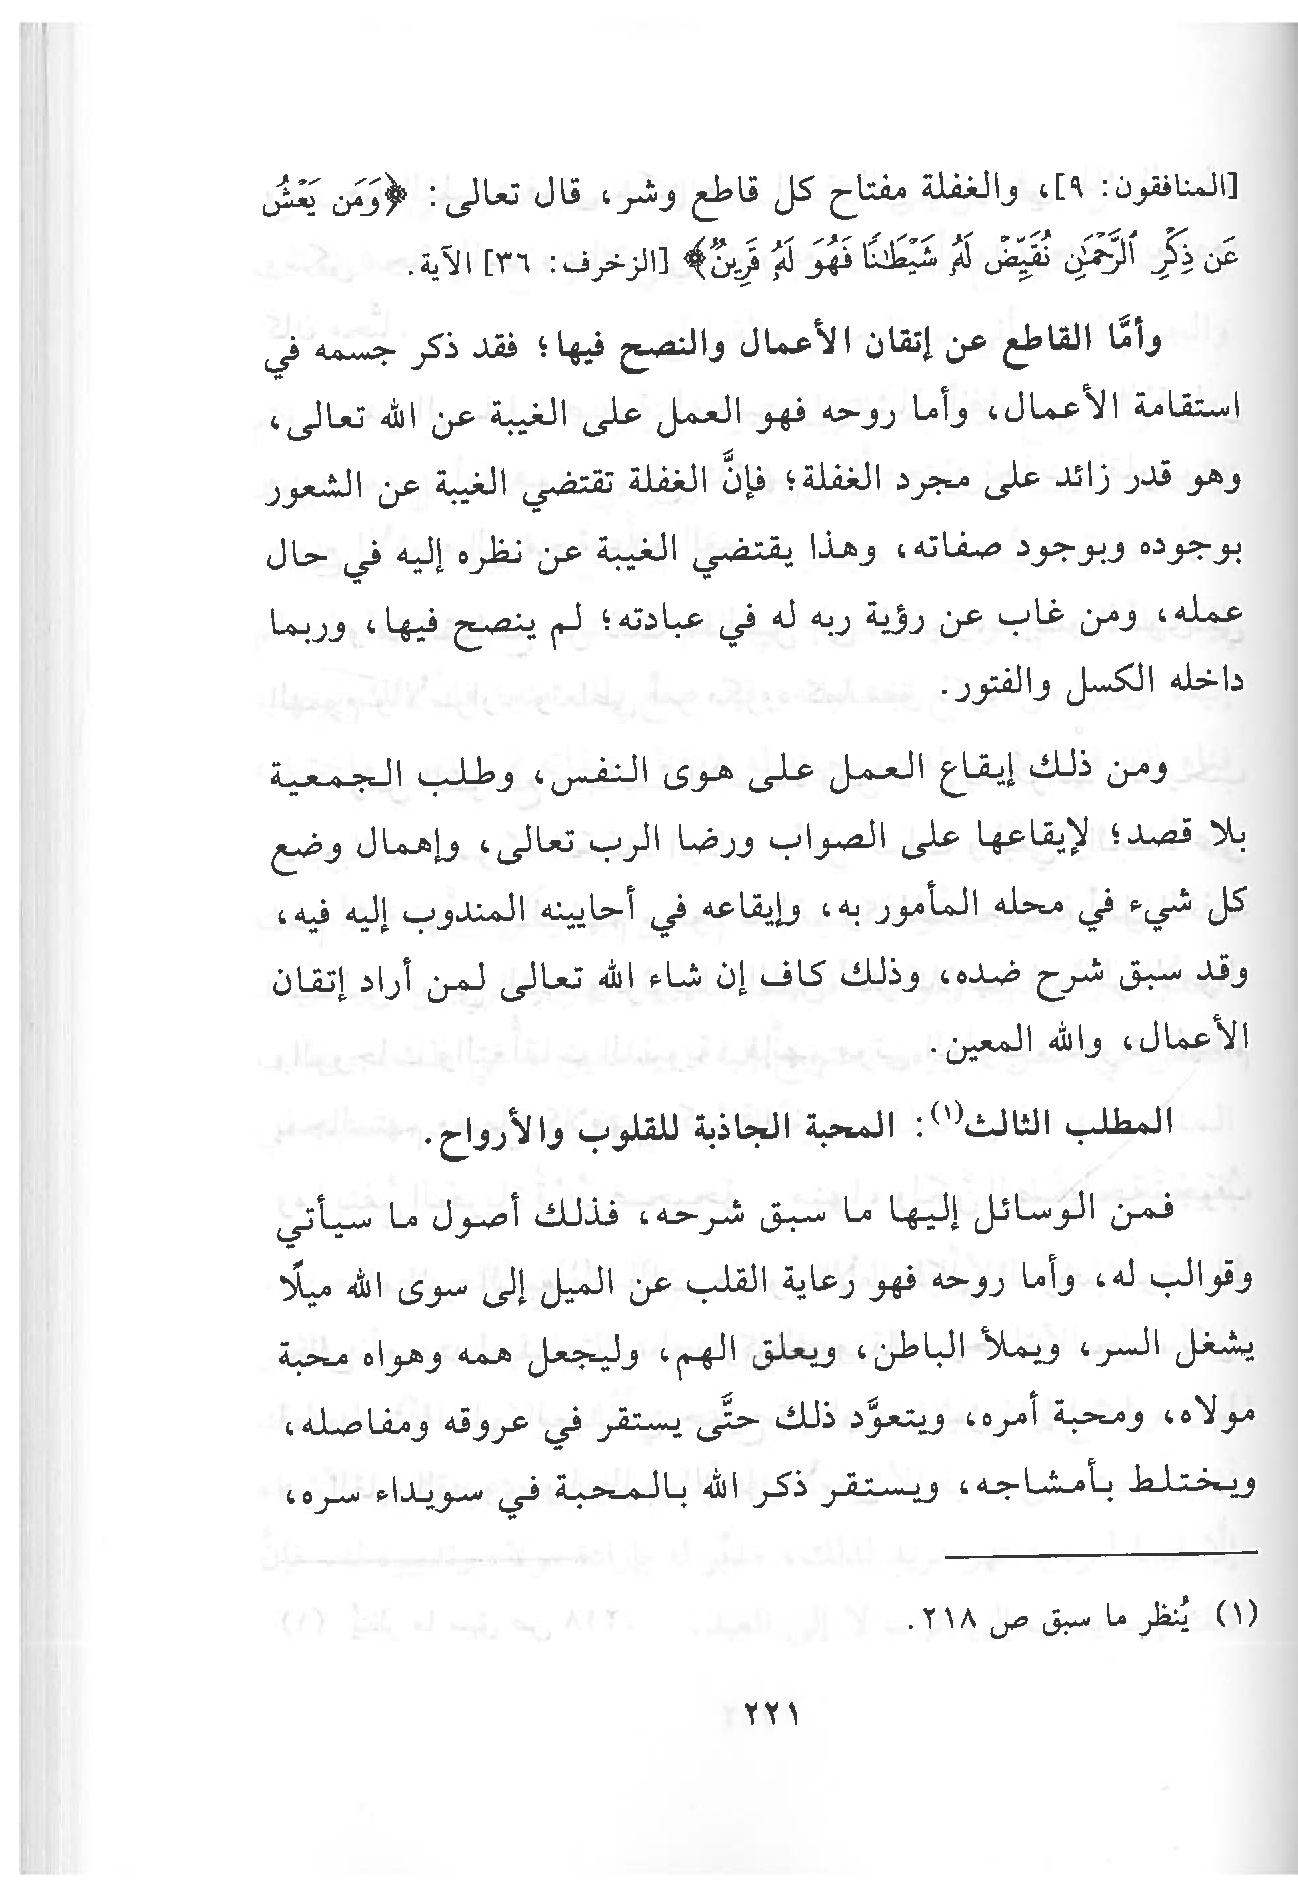 [المنافقون: ٩]، والغفلة مفتاح كل قاطع وشر، قال تعالى: ﴿وَمَن يَعْشُ
عَن ذِكْرِ ٱلرَّحْمَٰنِ نُقَيِّضْ لَهُۥ شَيْطَٰنًا فَهُوَ لَهُۥ قَرِينٌ﴾ [الزخرف: ٣٦] الآية.
وأمَّا القاطع عن إتقان الأعمال والنصح فيها؛ فقد ذكر جسمه في
استقامة الأعمال، وأما روحه فهو العمل على الغيبة عن الله تعالى،
وهو قدر زائد على مجرد الغفلة؛ فإنَّ الغفلة تقتضي الغيبة عن الشعور
بوجوده وبوجود صفاته، وهذا يقتضي الغيبة عن نظره إليه في حال
عمله، ومن غاب عن رؤية ربه له في عبادته؛ لم ينصح فيها، وربما
داخله الكسل والفتور.
ومن ذلك إيقاع العمل على هوى النفس، وطلب الجمعية
بلا قصد؛ لإيقاعها على الصواب ورضا الرب تعالى، وإهمال وضع
كل شيء في محله المأمور به، وإيقاعه في أحايينه المندوب إليه فيه،
وقد سبق شرح ضده، وذلك كاف إن شاء الله تعالى لمن أراد إتقان
الأعمال، والله المعين.
المطلب الثالث(١): المحبة الجاذبة للقلوب والأرواح.
فمن الوسائل إليها ما سبق شرحه، فذلك أصول ما سيأتي
وقوالب له، وأما روحه فهو رعاية القلب عن الميل إلى سوى الله ميلًا
يشغل السر، ويملأ الباطن، ويعلق الهم، وليجعل همه وهواه محبة
مولاه، ومحبة أمره، ويتعوَّد ذلك حتَّى يستقر في عروقه ومفاصله،
ويختلط بأمشاجه، ويستقر ذكر الله بالمحبة في سويداء سره،
(١) يُنظر ما سبق ص ٢١٨.
٢٢١